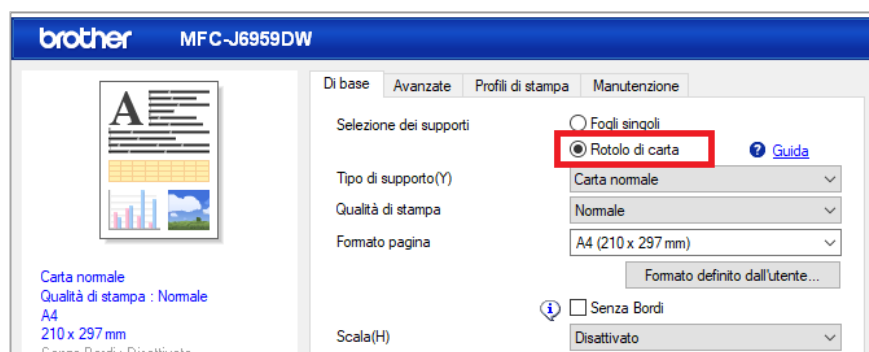 brother MFC-J6959DW
Di base Avanzate Profili di stampa Manutenzione
A
Selezione dei supporti Fogli singoli
Rotolo di carta ? Guida
Tipo di supporto(Y) Carta normale
Qualità di stampa Normale
Formato pagina A4 (210 x 297 mm)
Formato definito dall'utente...
i Senza Bordi
Scala(H) Disattivato
Carta normale
Qualità di stampa : Normale
A4
210 x 297 mm